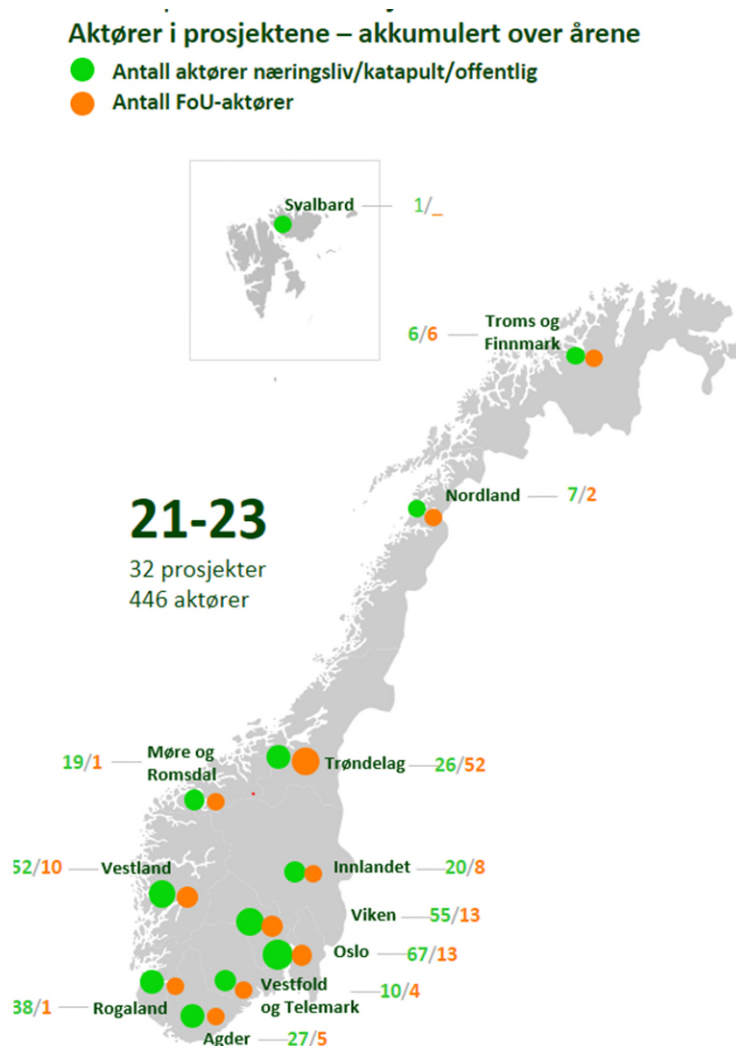 Aktører i prosjektene – akkumulert over årene
Antall aktører næringsliv/katapult/offentlig
Antall FoU-aktører
Svalbard 1/_
6/6 Troms og
Finnmark
Nordland 7/2
21-23
32 prosjekter
446 aktører
19/1 Møre og
Romsdal
Trøndelag 26/52
52/10 Vestland
Innlandet 20/8
Viken 55/13
Oslo 67/13
Vestfold
og Telemark 10/4
38/1 Rogaland
Agder 27/5